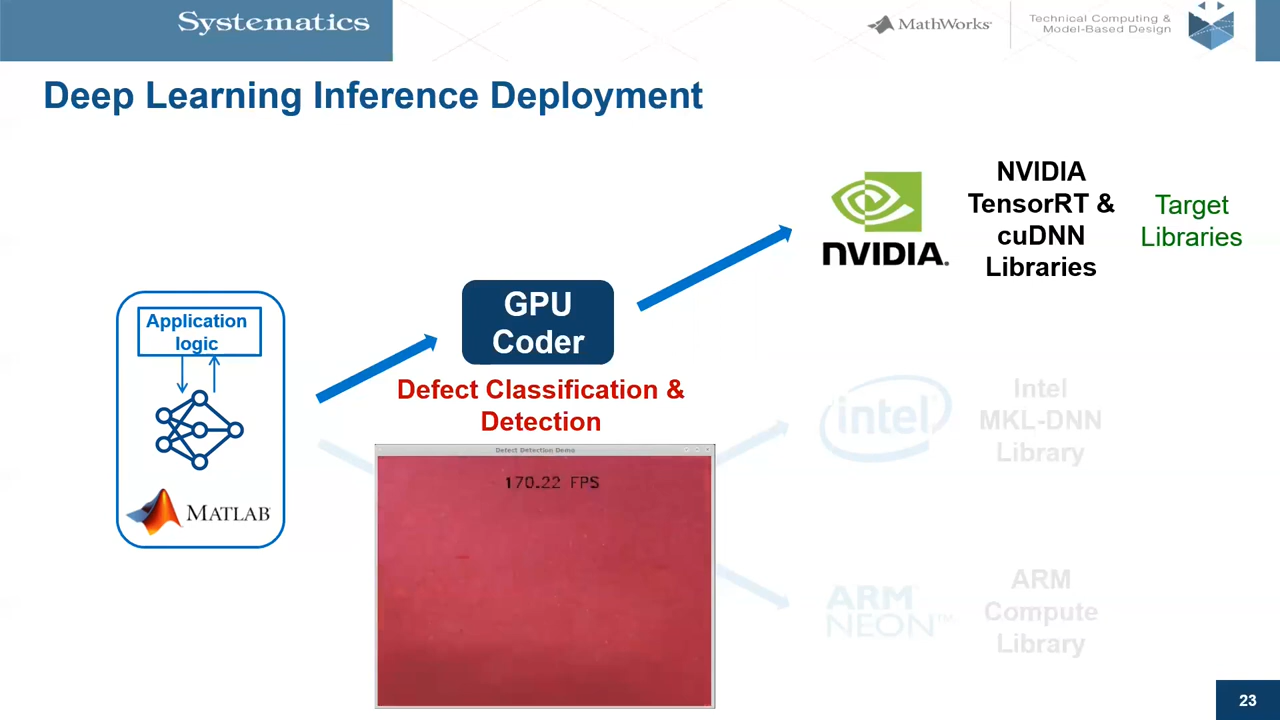 Systematics
MathWorks®
Technical Computing &
Model-Based Design
Deep Learning Inference Deployment
NVIDIA
TensorRT &
cuDNN
Libraries
Target
Libraries
nVIDIA.
GPU
Coder
Application
logic
Defect Classification &
Detection
Defect Detection Demo
170.22 FPS
MATLAB
intel
Intel
MKL-DNN
Library
ARM
NEON™
ARM
Compute
Library
23